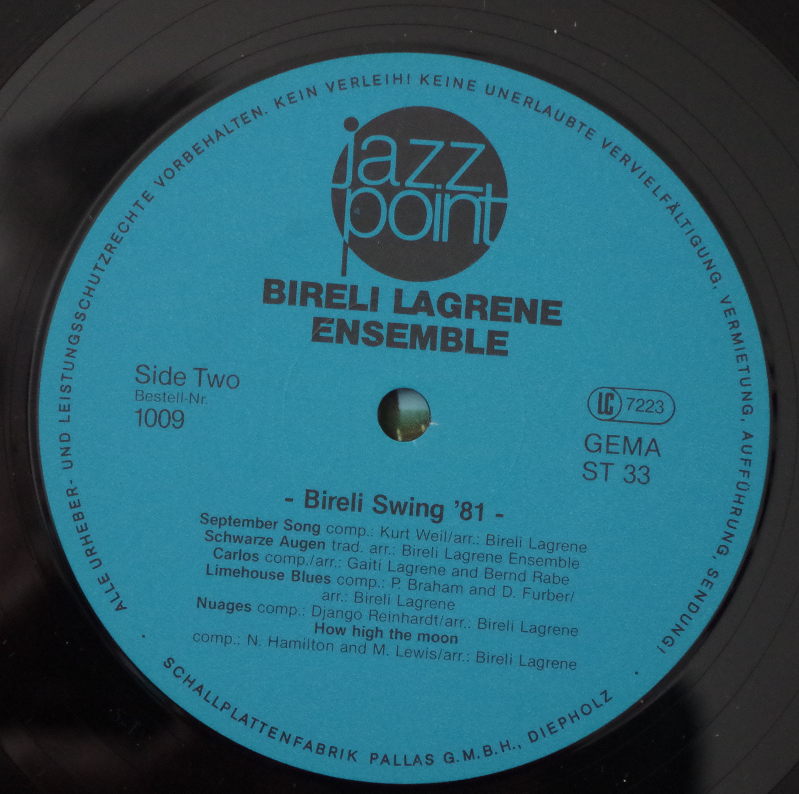 ALLE URHEBER- UND LEISTUNGSSCHUTZRECHTE VORBEHALTEN. KEIN VERLEIH! KEINE UNERLAUBTE VERVIELFÄLTIGUNG, VERMIETUNG, AUFFÜHRUNG, SENDUNG!
jazz
point
BIRELI LAGRENE
ENSEMBLE
Side Two
Bestell-Nr.
1009
LC 7223
GEMA
ST 33
- Bireli Swing '81 -
September Song comp.: Kurt Weil/arr.: Bireli Lagrene
Schwarze Augen trad. arr.: Bireli Lagrene Ensemble
Carlos comp./arr.: Gaiti Lagrene and Bernd Rabe
Limehouse Blues comp.: P. Braham and D. Furber/
arr.: Bireli Lagrene
Nuages comp.: Django Reinhardt/arr.: Bireli Lagrene
How high the moon
comp.: N. Hamilton and M. Lewis/arr.: Bireli Lagrene
· SCHALLPLATTENFABRIK PALLAS G.M.B.H., DIEPHOLZ ·